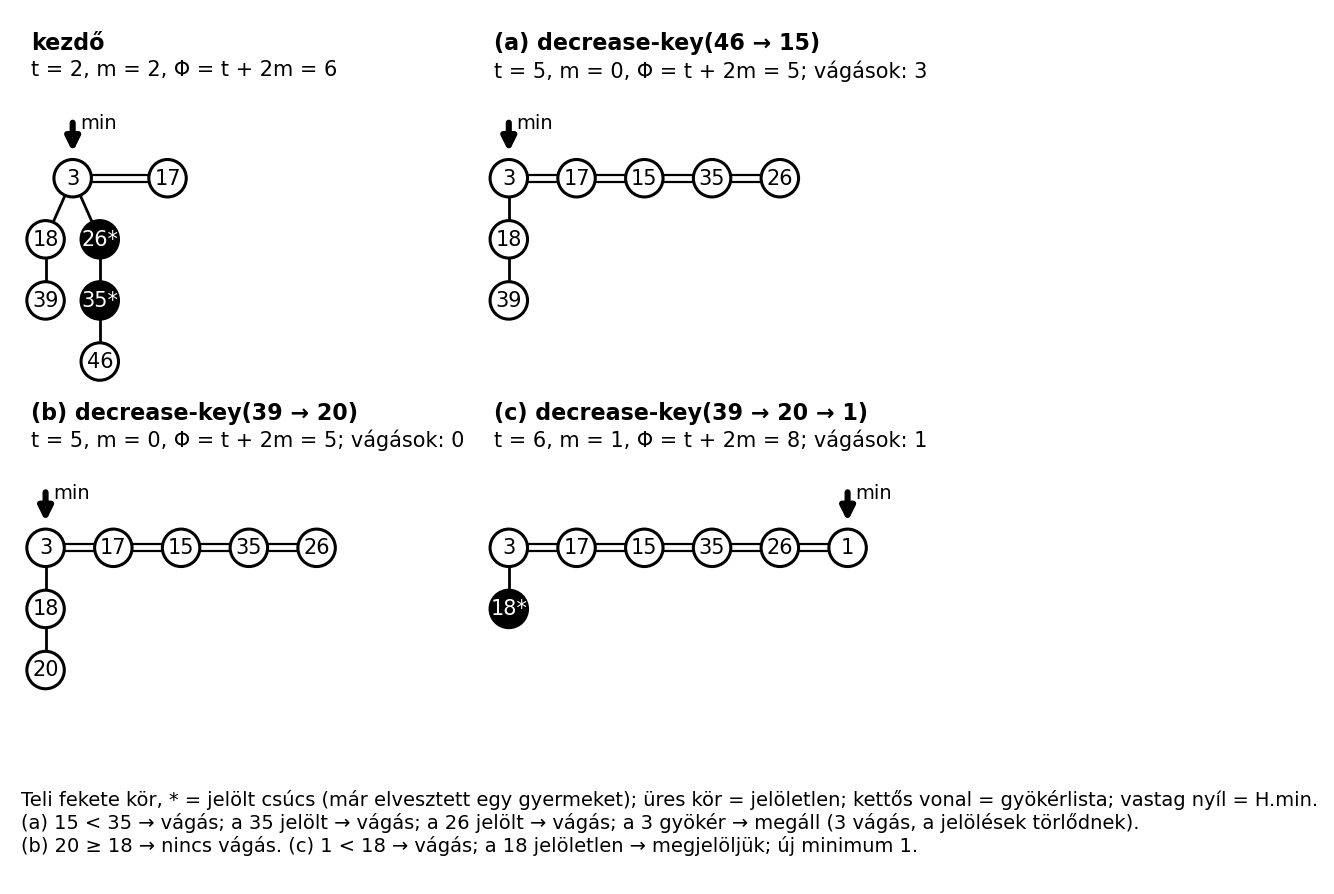 kezdő
t = 2, m = 2, Φ = t + 2m = 6
min
3 17
18 26*
39 35*
46
(a) decrease-key(46 → 15)
t = 5, m = 0, Φ = t + 2m = 5; vágások: 3
min
3 17 15 35 26
18
39
(b) decrease-key(39 → 20)
t = 5, m = 0, Φ = t + 2m = 5; vágások: 0
min
3 17 15 35 26
18
20
(c) decrease-key(39 → 20 → 1)
t = 6, m = 1, Φ = t + 2m = 8; vágások: 1
min
3 17 15 35 26 1
18*
Teli fekete kör, * = jelölt csúcs (már elvesztett egy gyermeket); üres kör = jelöletlen; kettős vonal = gyökérlista; vastag nyíl = H.min.
(a) 15 < 35 → vágás; a 35 jelölt → vágás; a 26 jelölt → vágás; a 3 gyökér → megáll (3 vágás, a jelölések törlődnek).
(b) 20 ≥ 18 → nincs vágás. (c) 1 < 18 → vágás; a 18 jelöletlen → megjelöljük; új minimum 1.